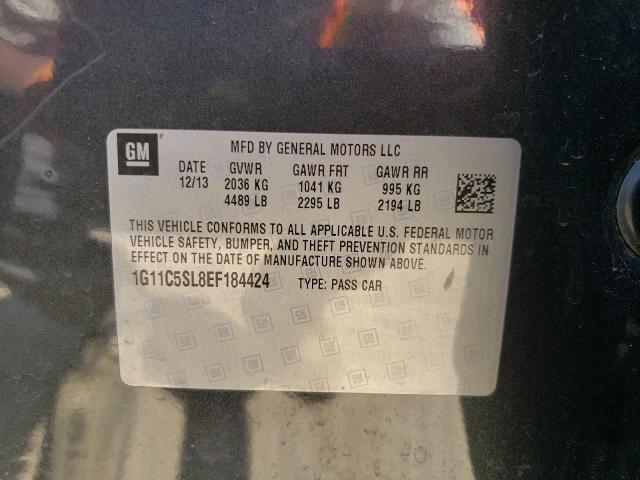 GM
MFD BY GENERAL MOTORS LLC
DATE GVWR GAWR FRT GAWR RR
12/13 2036 KG 1041 KG 995 KG
4489 LB 2295 LB 2194 LB
THIS VEHICLE CONFORMS TO ALL APPLICABLE U.S. FEDERAL MOTOR
VEHICLE SAFETY, BUMPER, AND THEFT PREVENTION STANDARDS IN
EFFECT ON THE DATE OF MANUFACTURE SHOWN ABOVE.
1G11C5SL8EF184424 TYPE: PASS CAR